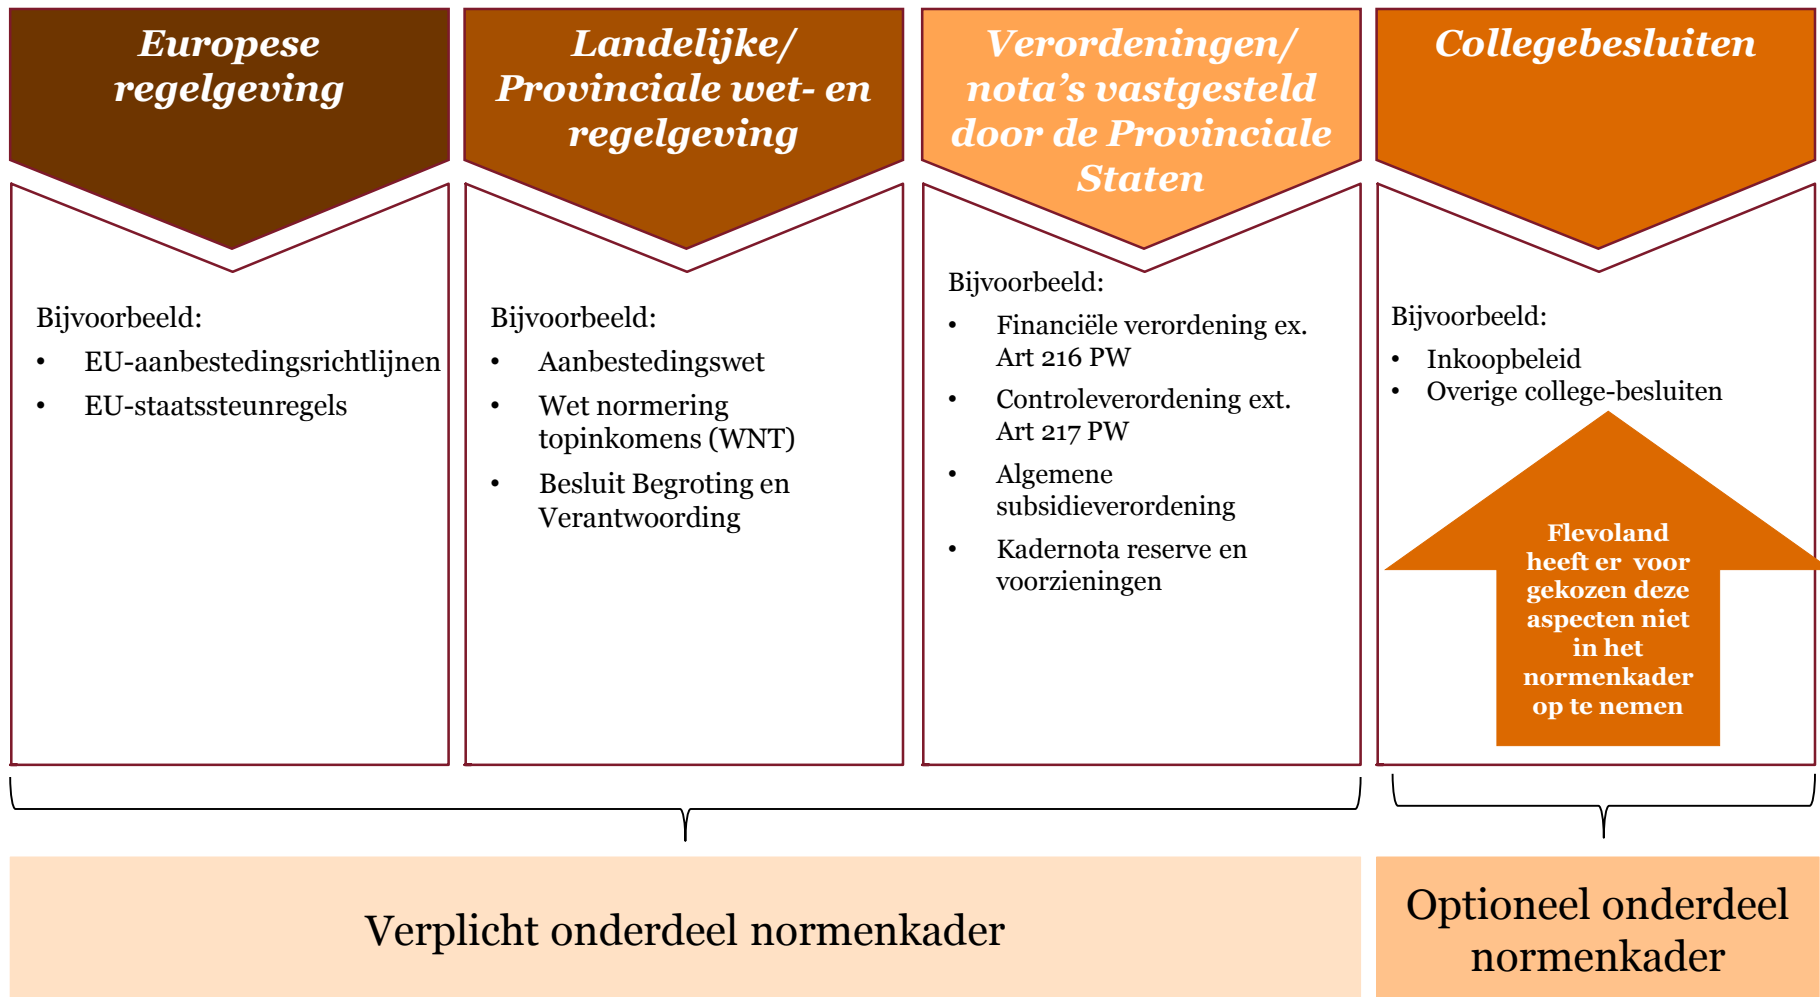 Europese
regelgeving
Bijvoorbeeld:
• EU-aanbestedingsrichtlijnen
• EU-staatssteunregels
Landelijke/
Provinciale wet- en
regelgeving
Bijvoorbeeld:
• Aanbestedingswet
• Wet normering
topinkomens (WNT)
• Besluit Begroting en
Verantwoording
Verordeningen/
nota's vastgesteld
door de Provinciale
Staten
Bijvoorbeeld:
• Financiële verordening ex.
Art 216 PW
• Controleverordening ext.
Art 217 PW
• Algemene
subsidieverordening
• Kadernota reserve en
voorzieningen
Collegebesluiten
Bijvoorbeeld:
• Inkoopbeleid
• Overige college-besluiten
Flevoland
heeft er voor
gekozen deze
aspecten niet
in het
normenkader
op te nemen
Verplicht onderdeel normenkader
Optioneel onderdeel
normenkader